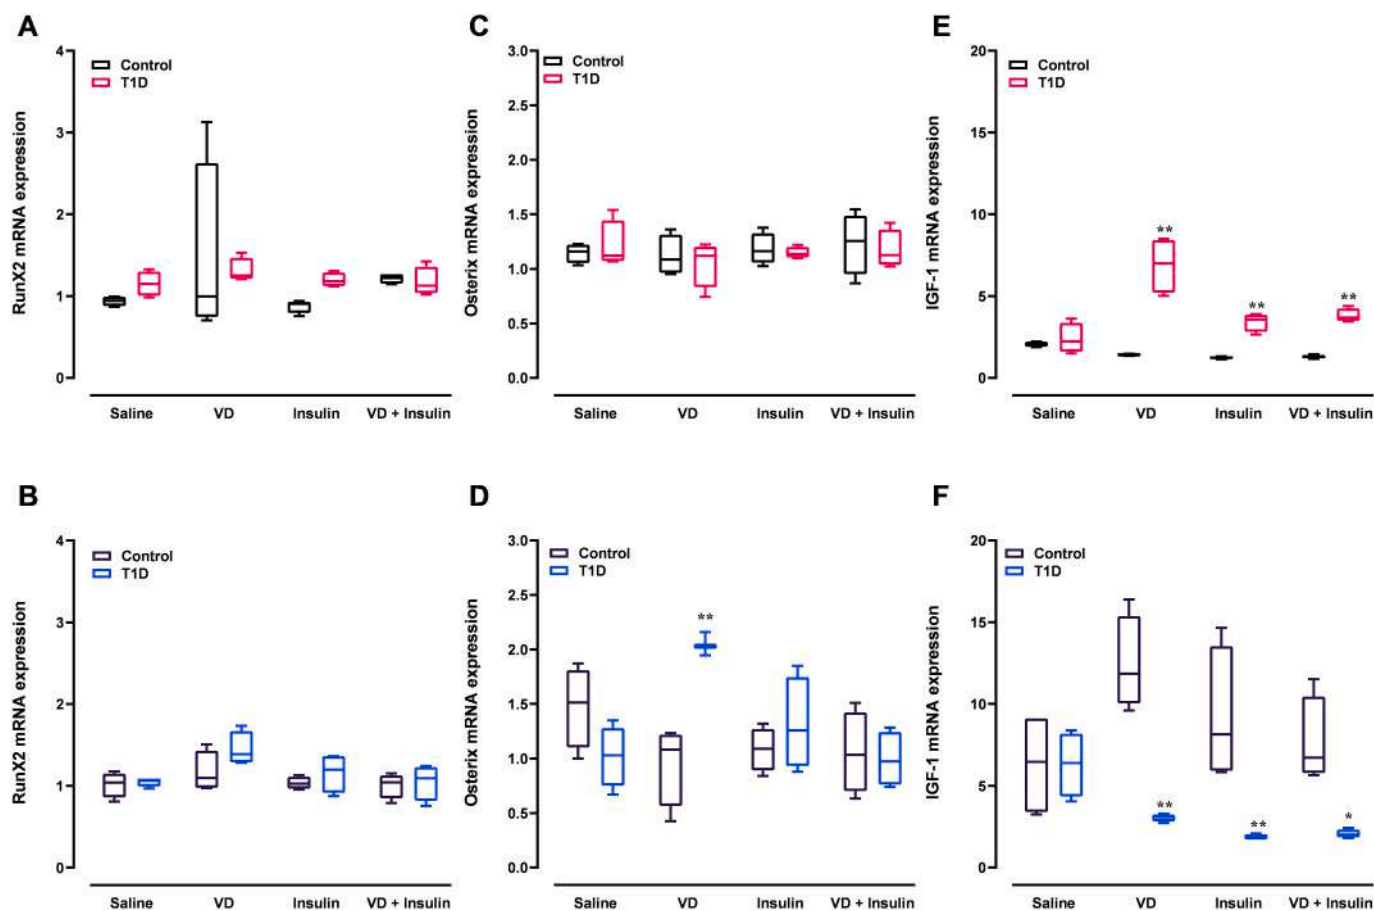 A
RunX2 mRNA expression
4
3
2
1
0
Control
T1D
Saline VD Insulin VD + Insulin
C
Osterix mRNA expression
3.0
2.5
2.0
1.5
1.0
0.5
0.0
Control
T1D
Saline VD Insulin VD + Insulin
E
IGF-1 mRNA expression
20
15
10
5
0
Control
T1D
**
**
**
Saline VD Insulin VD + Insulin
B
RunX2 mRNA expression
4
3
2
1
0
Control
T1D
Saline VD Insulin VD + Insulin
D
Osterix mRNA expression
3.0
2.5
2.0
1.5
1.0
0.5
0.0
Control
T1D
**
Saline VD Insulin VD + Insulin
F
IGF-1 mRNA expression
20
15
10
5
0
Control
T1D
**
**
*
Saline VD Insulin VD + Insulin